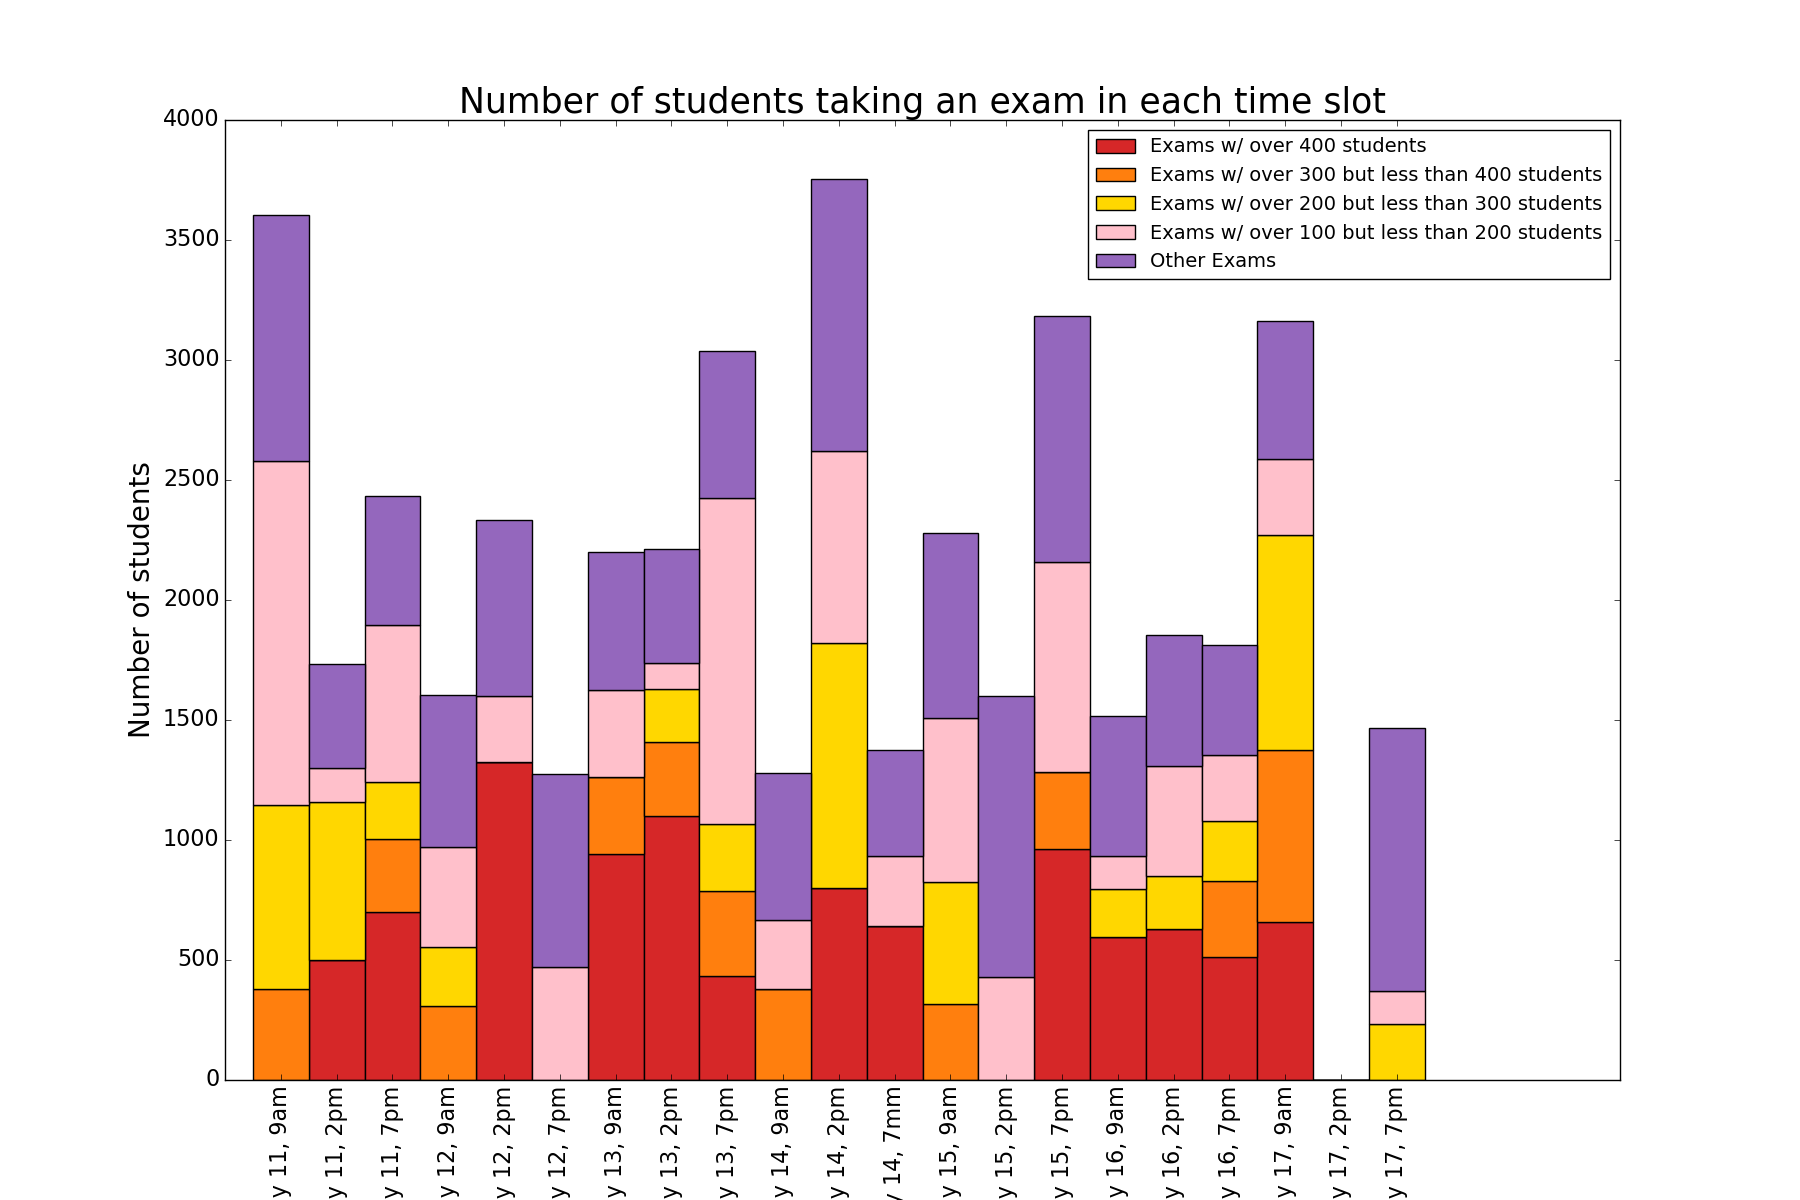 Number of students taking an exam in each time slot
Exams w/ over 400 students
Exams w/ over 300 but less than 400 students
Exams w/ over 200 but less than 300 students
Exams w/ over 100 but less than 200 students
Other Exams
Number of students
4000
3500
3000
2500
2000
1500
1000
500
0
y 11, 9am
y 11, 2pm
y 11, 7pm
y 12, 9am
y 12, 2pm
y 12, 7pm
y 13, 9am
y 13, 2pm
y 13, 7pm
y 14, 9am
y 14, 2pm
y 14, 7mm
y 15, 9am
y 15, 2pm
y 15, 7pm
y 16, 9am
y 16, 2pm
y 16, 7pm
y 17, 9am
y 17, 2pm
y 17, 7pm